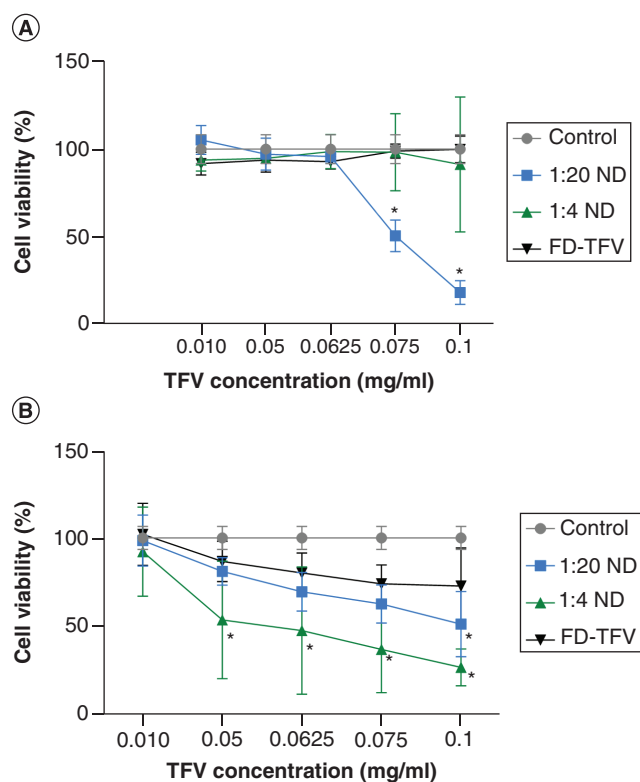 A
150
100
50
0
Cell viability (%)
*
*
0.010 0.05 0.0625 0.075 0.1
TFV concentration (mg/ml)
Control
1:20 ND
1:4 ND
FD-TFV
B
150
100
50
0
Cell viability (%)
*
*
*
*
*
0.010 0.05 0.0625 0.075 0.1
TFV concentration (mg/ml)
Control
1:20 ND
1:4 ND
FD-TFV